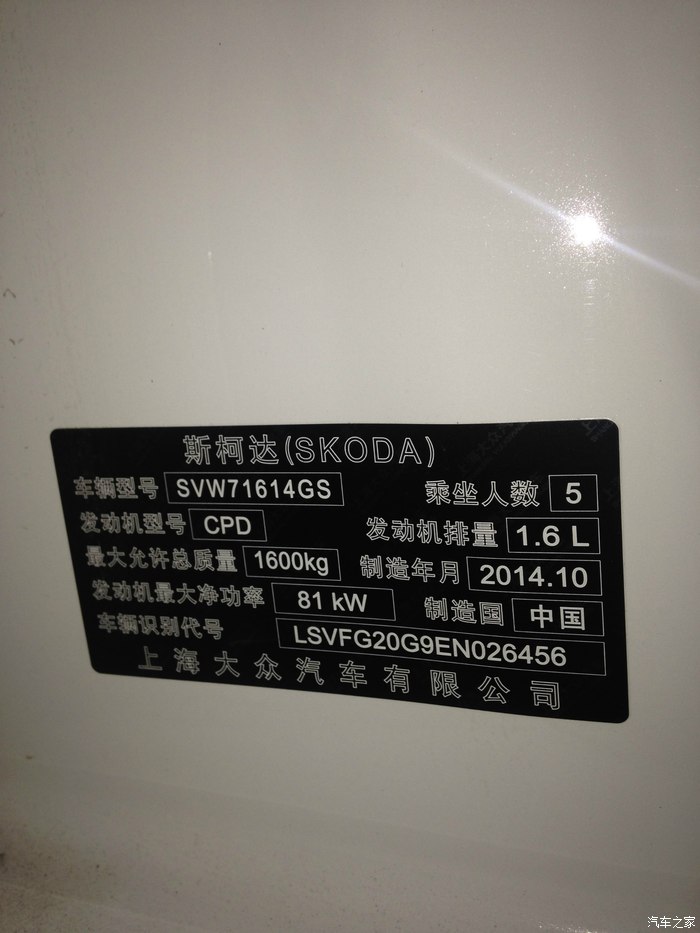 斯柯达(SKODA)
车辆型号 SVW71614GS 乘坐人数 5
发动机型号 CPD 发动机排量 1.6 L
最大允许总质量 1600kg 制造年月 2014.10
发动机最大净功率 81 kW 制造国 中国
车辆识别代号 LSVFG20G9EN026456
上海大众汽车有限公司
汽车之家